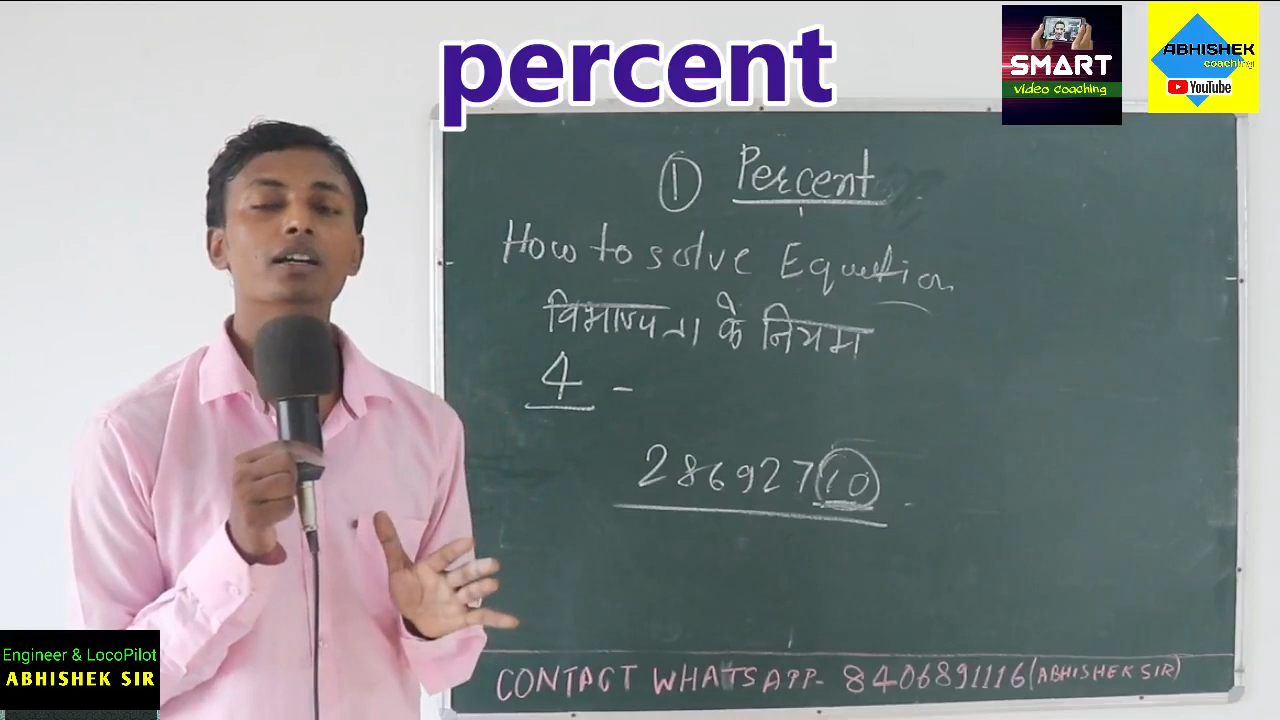 percent
SMART
video coaching
ABHISHEK
coaching
YouTube
① Percent
How to solve Equation
विभाज्यता के नियम
4 -
28692710
CONTACT WHATSAPP- 8406891116 (ABHISHEK SIR)
Engineer & LocoPilot
ABHISHEK SIR